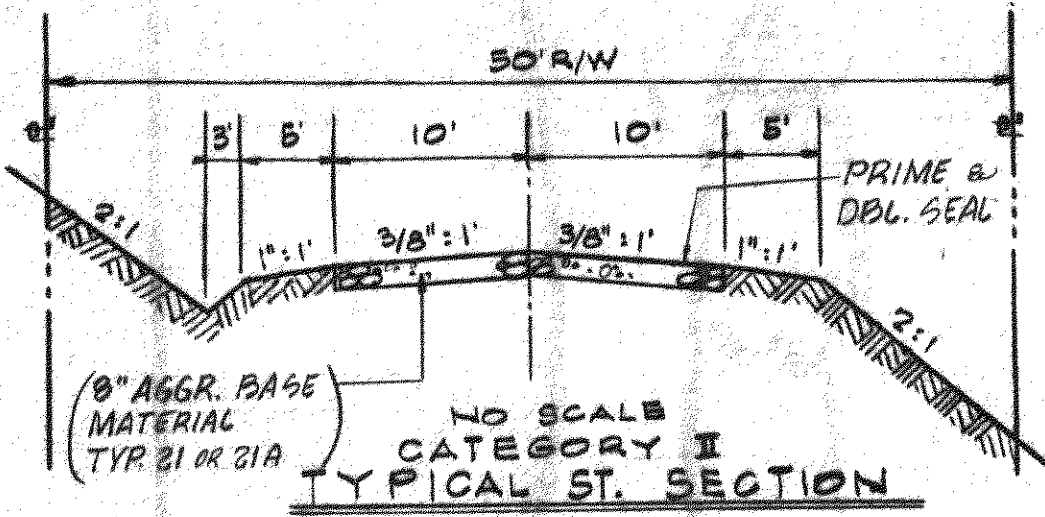 50' R/W
3' 5' 10' 10' 5'
PRIME &
DBL. SEAL
2:1 1":1' 3/8":1' 3/8":1' 1":1'
2:1
8" AGGR. BASE
MATERIAL
TYP. 21 OR 21A
NO SCALE
CATEGORY II
TYPICAL ST. SECTION